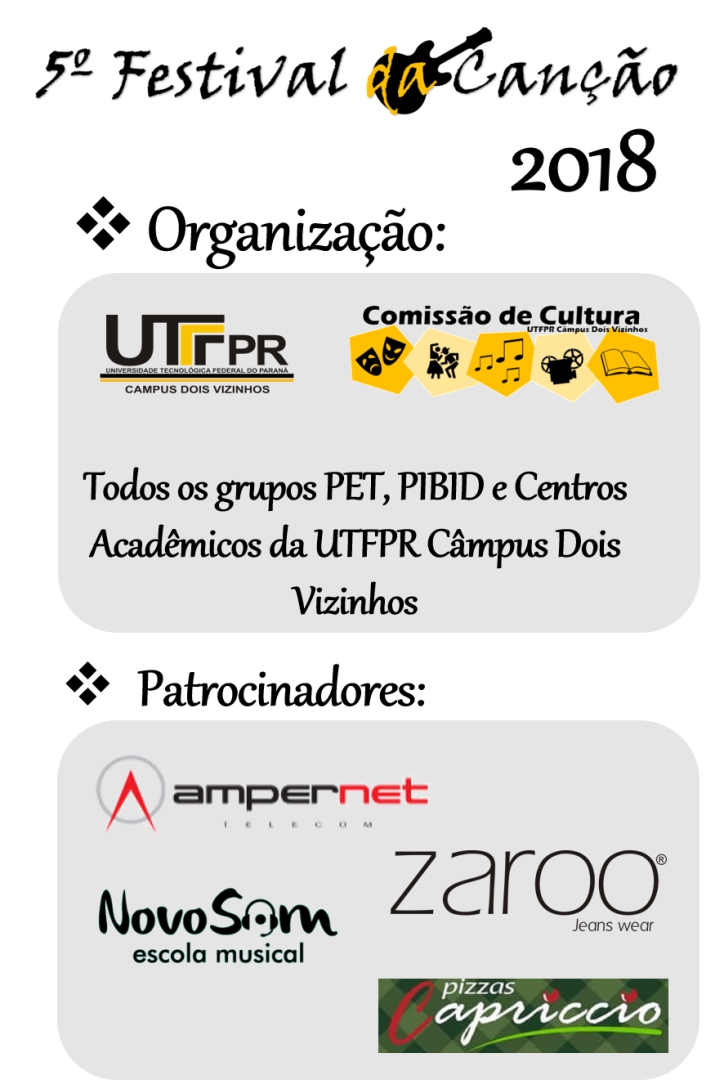 5º Festival da Canção
2018
Organização:
UTFPR
UNIVERSIDADE TECNOLÓGICA FEDERAL DO PARANÁ
CAMPUS DOIS VIZINHOS
Comissão de Cultura
UTFPR Câmpus Dois Vizinhos
Todos os grupos PET, PIBID e Centros
Acadêmicos da UTFPR Câmpus Dois
Vizinhos
Patrocinadores:
ampernet
TELECOM
zaroo®
Jeans wear
NovoSom
escola musical
pizzas
Capriccio